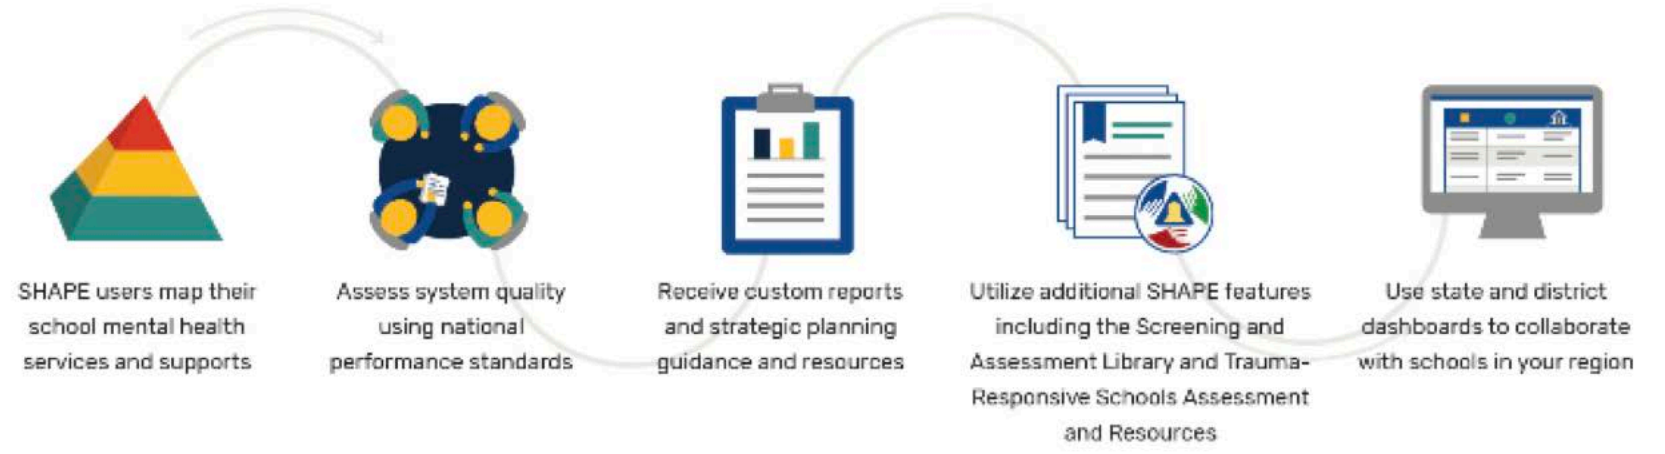 SHAPE users map their
school mental health
services and supports
Assess system quality
using national
performance standards
Receive custom reports
and strategic planning
guidance and resources
Utilize additional SHAPE features
including the Screening and
Assessment Library and Trauma-
Responsive Schools Assessment
and Resources
Use state and district
dashboards to collaborate
with schools in your region